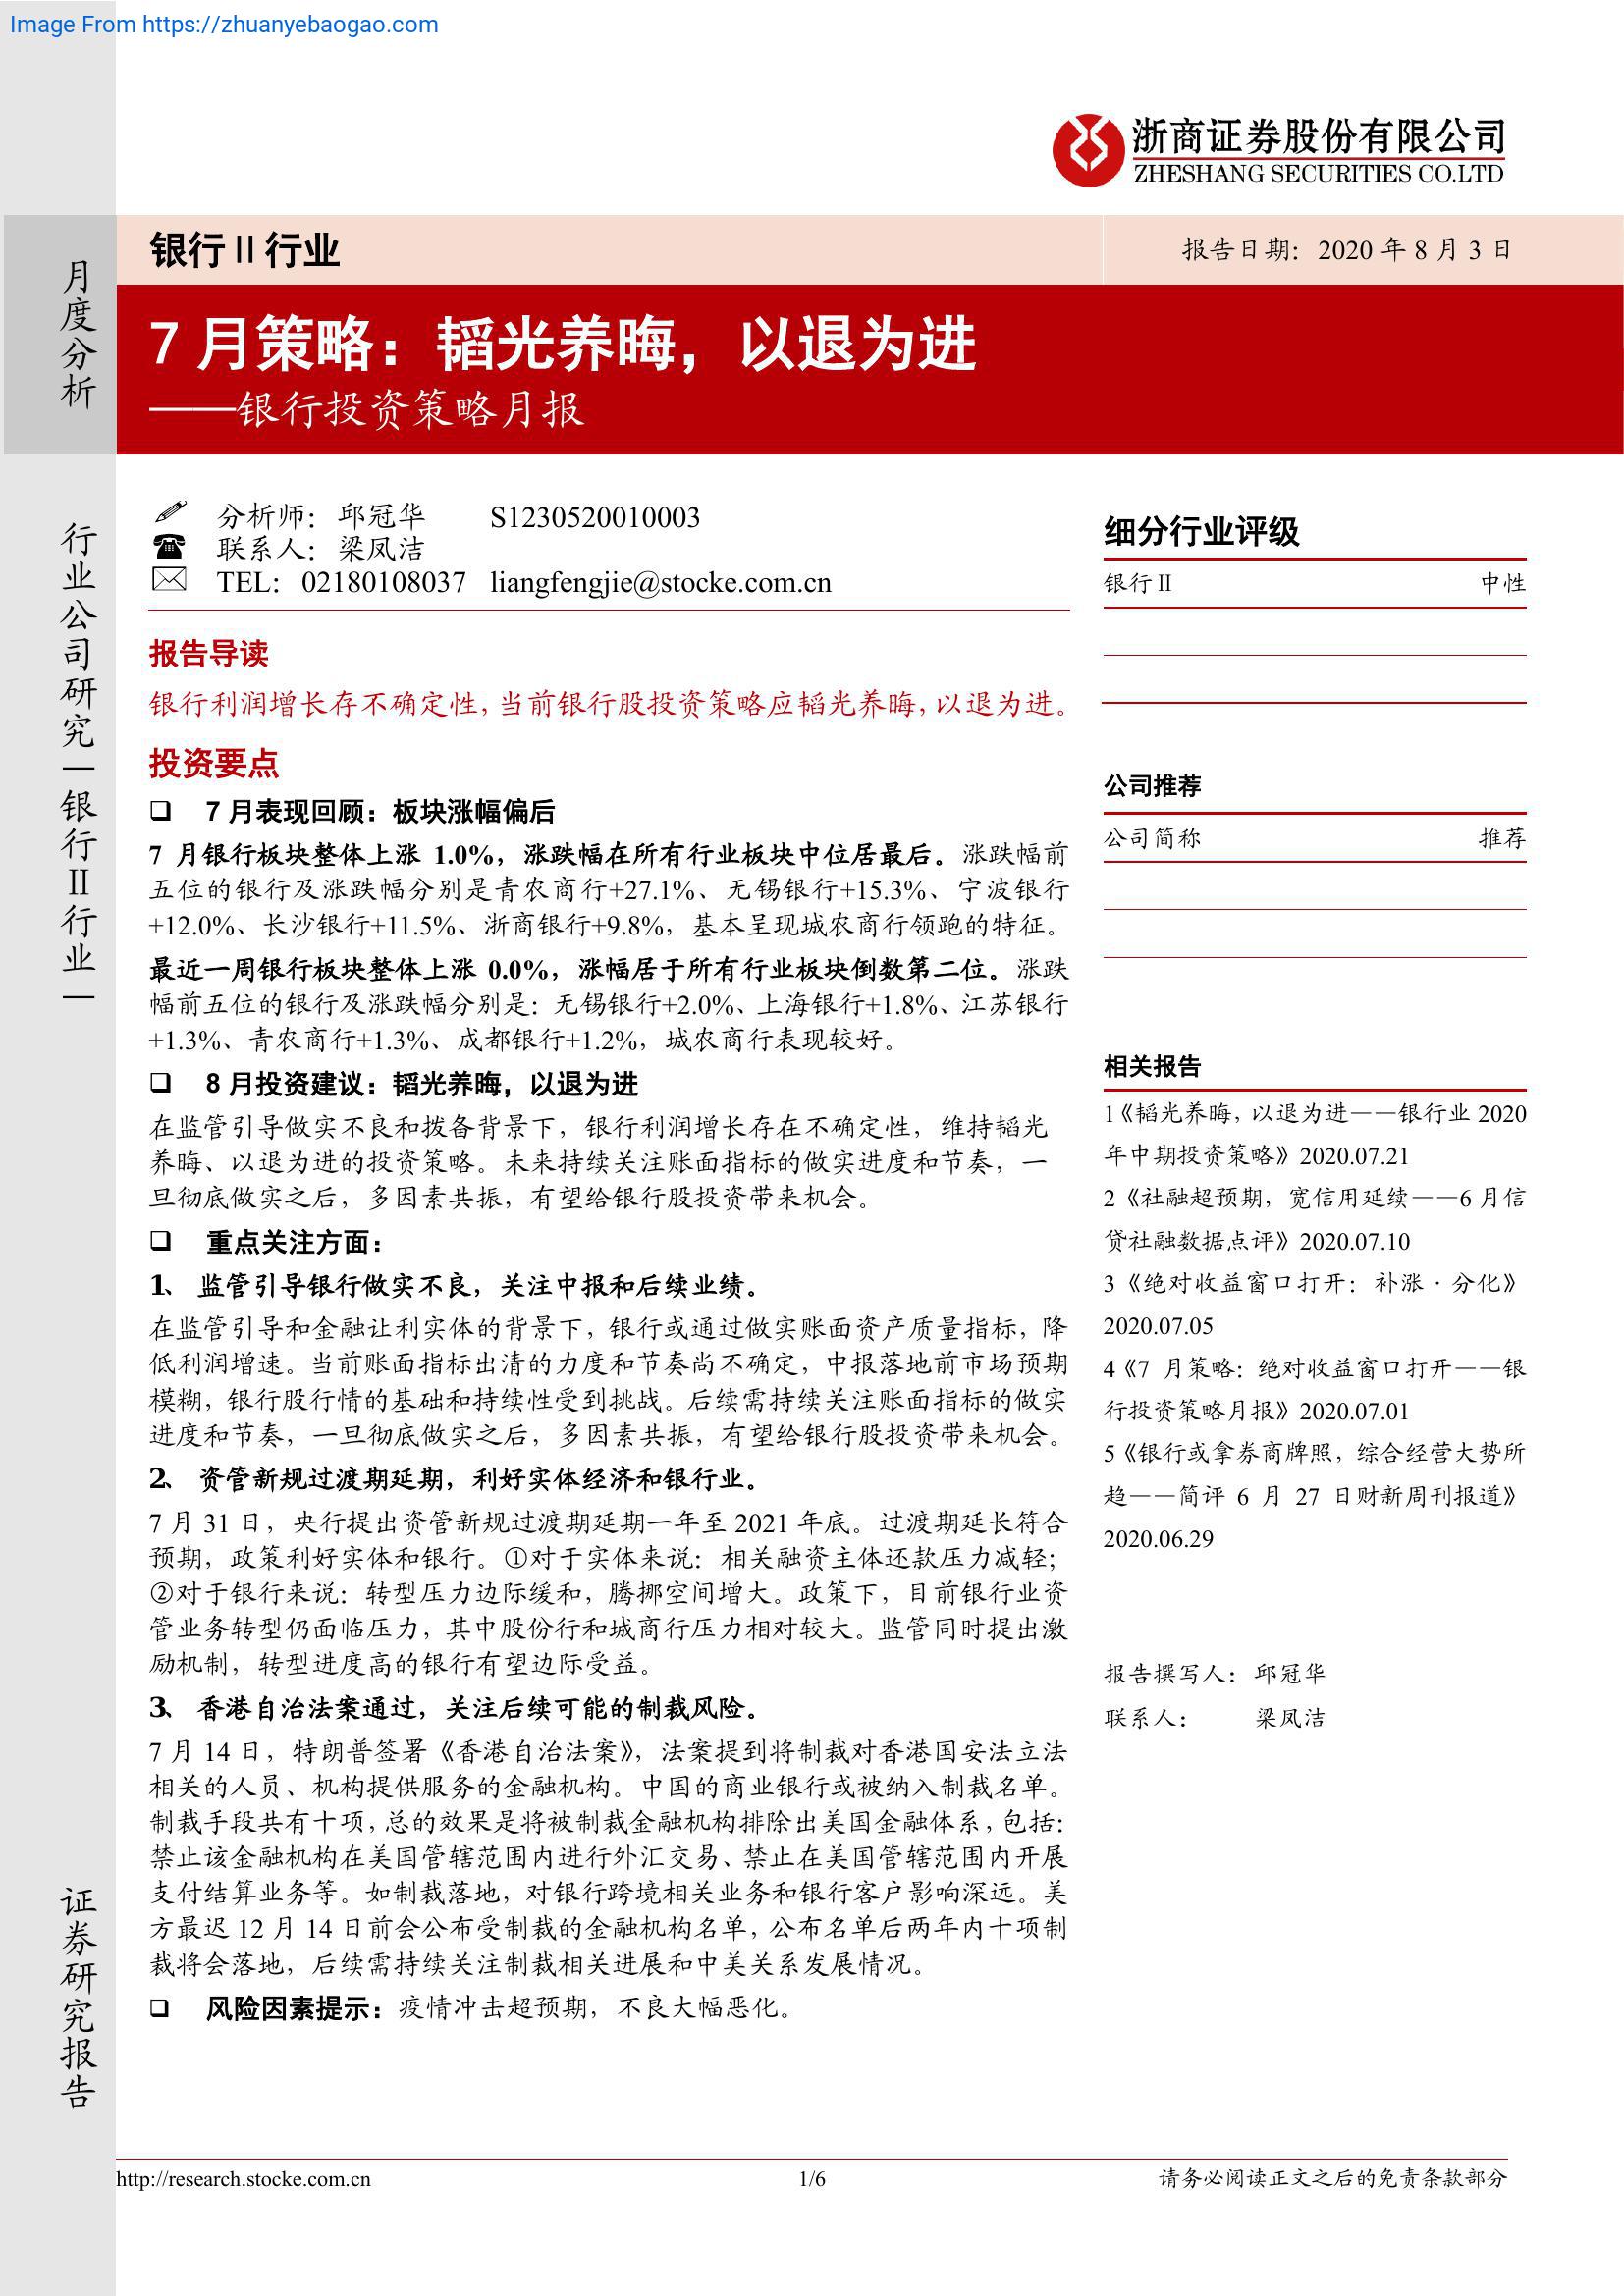 Image From https://zhuanyebaogao.com
浙商证券股份有限公司
ZHESHANG SECURITIES CO.LTD
月度分析
银行Ⅱ行业
报告日期：2020 年 8 月 3 日
7 月策略：韬光养晦，以退为进
——银行投资策略月报
行业公司研究|银行Ⅱ行业|
证券研究报告
分析师：邱冠华 S1230520010003
联系人：梁凤洁
TEL：02180108037 liangfengjie@stocke.com.cn
报告导读
银行利润增长存不确定性，当前银行股投资策略应韬光养晦，以退为进。
投资要点
❑ 7 月表现回顾：板块涨幅偏后
7 月银行板块整体上涨 1.0%，涨跌幅在所有行业板块中位居最后。涨跌幅前
五位的银行及涨跌幅分别是青农商行+27.1%、无锡银行+15.3%、宁波银行
+12.0%、长沙银行+11.5%、浙商银行+9.8%，基本呈现城农商行领跑的特征。
最近一周银行板块整体上涨 0.0%，涨幅居于所有行业板块倒数第二位。涨跌
幅前五位的银行及涨跌幅分别是：无锡银行+2.0%、上海银行+1.8%、江苏银行
+1.3%、青农商行+1.3%、成都银行+1.2%，城农商行表现较好。
❑ 8 月投资建议：韬光养晦，以退为进
在监管引导做实不良和拨备背景下，银行利润增长存在不确定性，维持韬光
养晦、以退为进的投资策略。未来持续关注账面指标的做实进度和节奏，一
旦彻底做实之后，多因素共振，有望给银行股投资带来机会。
❑ 重点关注方面：
1、 监管引导银行做实不良，关注中报和后续业绩。
在监管引导和金融让利实体的背景下，银行或通过做实账面资产质量指标，降
低利润增速。当前账面指标出清的力度和节奏尚不确定，中报落地前市场预期
模糊，银行股行情的基础和持续性受到挑战。后续需持续关注账面指标的做实
进度和节奏，一旦彻底做实之后，多因素共振，有望给银行股投资带来机会。
2、 资管新规过渡期延期，利好实体经济和银行业。
7 月 31 日，央行提出资管新规过渡期延期一年至 2021 年底。过渡期延长符合
预期，政策利好实体和银行。①对于实体来说：相关融资主体还款压力减轻；
②对于银行来说：转型压力边际缓和，腾挪空间增大。政策下，目前银行业资
管业务转型仍面临压力，其中股份行和城商行压力相对较大。监管同时提出激
励机制，转型进度高的银行有望边际受益。
3、 香港自治法案通过，关注后续可能的制裁风险。
7 月 14 日，特朗普签署《香港自治法案》，法案提到将制裁对香港国安法立法
相关的人员、机构提供服务的金融机构。中国的商业银行或被纳入制裁名单。
制裁手段共有十项，总的效果是将被制裁金融机构排除出美国金融体系，包括：
禁止该金融机构在美国管辖范围内进行外汇交易、禁止在美国管辖范围内开展
支付结算业务等。如制裁落地，对银行跨境相关业务和银行客户影响深远。美
方最迟 12 月 14 日前会公布受制裁的金融机构名单，公布名单后两年内十项制
裁将会落地，后续需持续关注制裁相关进展和中美关系发展情况。
❑ 风险因素提示：疫情冲击超预期，不良大幅恶化。
细分行业评级
银行Ⅱ 中性
公司推荐
公司简称 推荐
相关报告
1《韬光养晦，以退为进——银行业 2020
年中期投资策略》2020.07.21
2《社融超预期，宽信用延续——6 月信
贷社融数据点评》2020.07.10
3《绝对收益窗口打开：补涨·分化》
2020.07.05
4《7 月策略：绝对收益窗口打开——银
行投资策略月报》2020.07.01
5《银行或拿券商牌照，综合经营大势所
趋——简评 6 月 27 日财新周刊报道》
2020.06.29
报告撰写人：邱冠华
联系人： 梁凤洁
http://research.stocke.com.cn
1/6
请务必阅读正文之后的免责条款部分